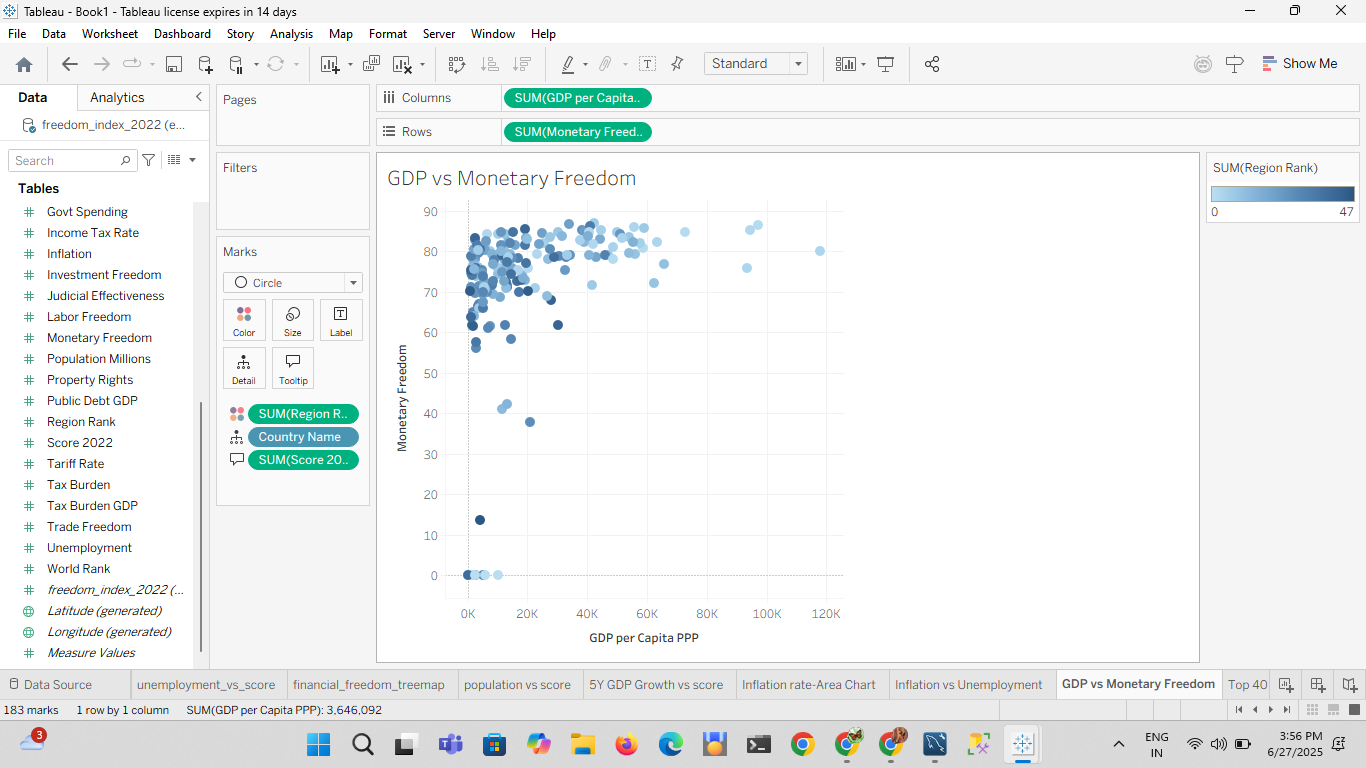 Tableau - Book1 - Tableau license expires in 14 days
File Data Worksheet Dashboard Story Analysis Map Format Server Window Help
Standard
Show Me
Data Analytics
freedom_index_2022 (e...
Search
Tables
Govt Spending
Income Tax Rate
Inflation
Investment Freedom
Judicial Effectiveness
Labor Freedom
Monetary Freedom
Population Millions
Property Rights
Public Debt GDP
Region Rank
Score 2022
Tariff Rate
Tax Burden
Tax Burden GDP
Trade Freedom
Unemployment
World Rank
freedom_index_2022 (...
Latitude (generated)
Longitude (generated)
Measure Values
Pages
Filters
Marks
Circle
Color Size Label
Detail Tooltip
SUM(Region R..
Country Name
SUM(Score 20..
Columns SUM(GDP per Capita..
Rows SUM(Monetary Freed..
GDP vs Monetary Freedom
90
80
70
60
50
40
30
20
10
0
Monetary Freedom
0K 20K 40K 60K 80K 100K 120K
GDP per Capita PPP
SUM(Region Rank)
0 47
Data Source unemployment_vs_score financial_freedom_treemap population vs score 5Y GDP Growth vs score Inflation rate-Area Chart Inflation vs Unemployment GDP vs Monetary Freedom Top 40
183 marks 1 row by 1 column SUM(GDP per Capita PPP): 3,646,092
3
ENG
IN
3:56 PM
6/27/2025